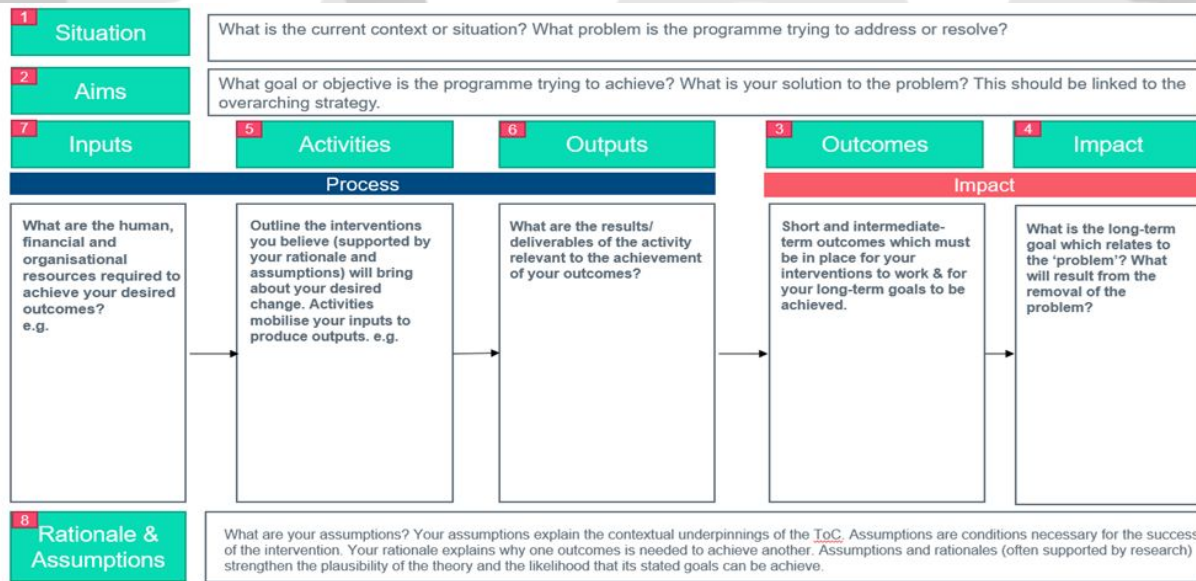 1
Situation
What is the current context or situation? What problem is the programme trying to address or resolve?
2
Aims
What goal or objective is the programme trying to achieve? What is your solution to the problem? This should be linked to the
overarching strategy.
7
Inputs
5
Activities
6
Outputs
3
Outcomes
4
Impact
Process
Impact
What are the human,
financial and
organisational
resources required to
achieve your desired
outcomes?
e.g.
Outline the interventions
you believe (supported by
your rationale and
assumptions) will bring
about your desired
change. Activities
mobilise your inputs to
produce outputs. e.g.
What are the results/
deliverables of the activity
relevant to the achievement
of your outcomes?
Short and intermediate-
term outcomes which must
be in place for your
interventions to work & for
your long-term goals to be
achieved.
What is the long-term
goal which relates to
the ‘problem’? What
will result from the
removal of the
problem?
8
Rationale &
Assumptions
What are your assumptions? Your assumptions explain the contextual underpinnings of the ToC. Assumptions are conditions necessary for the success
of the intervention. Your rationale explains why one outcomes is needed to achieve another. Assumptions and rationales (often supported by research)
strengthen the plausibility of the theory and the likelihood that its stated goals can be achieve.